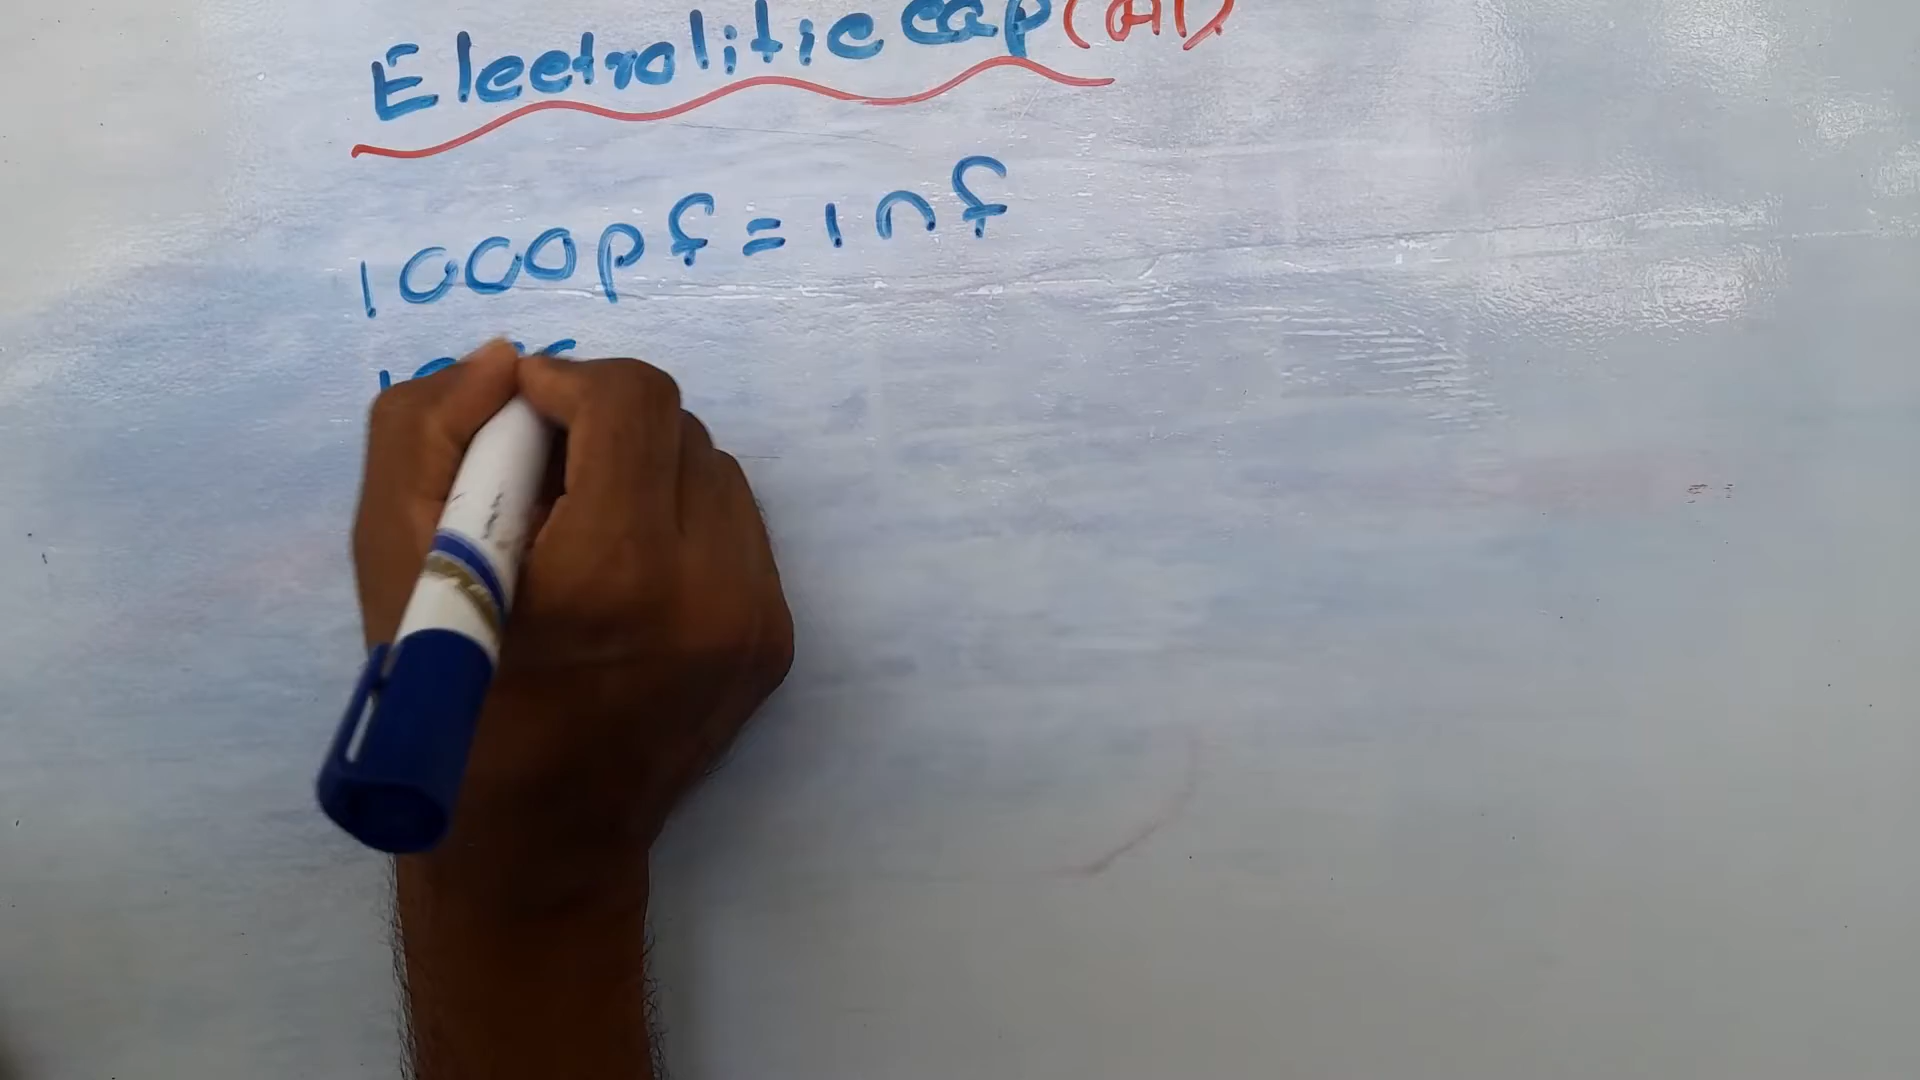 Electrolitic cap
1000pf = 1nf